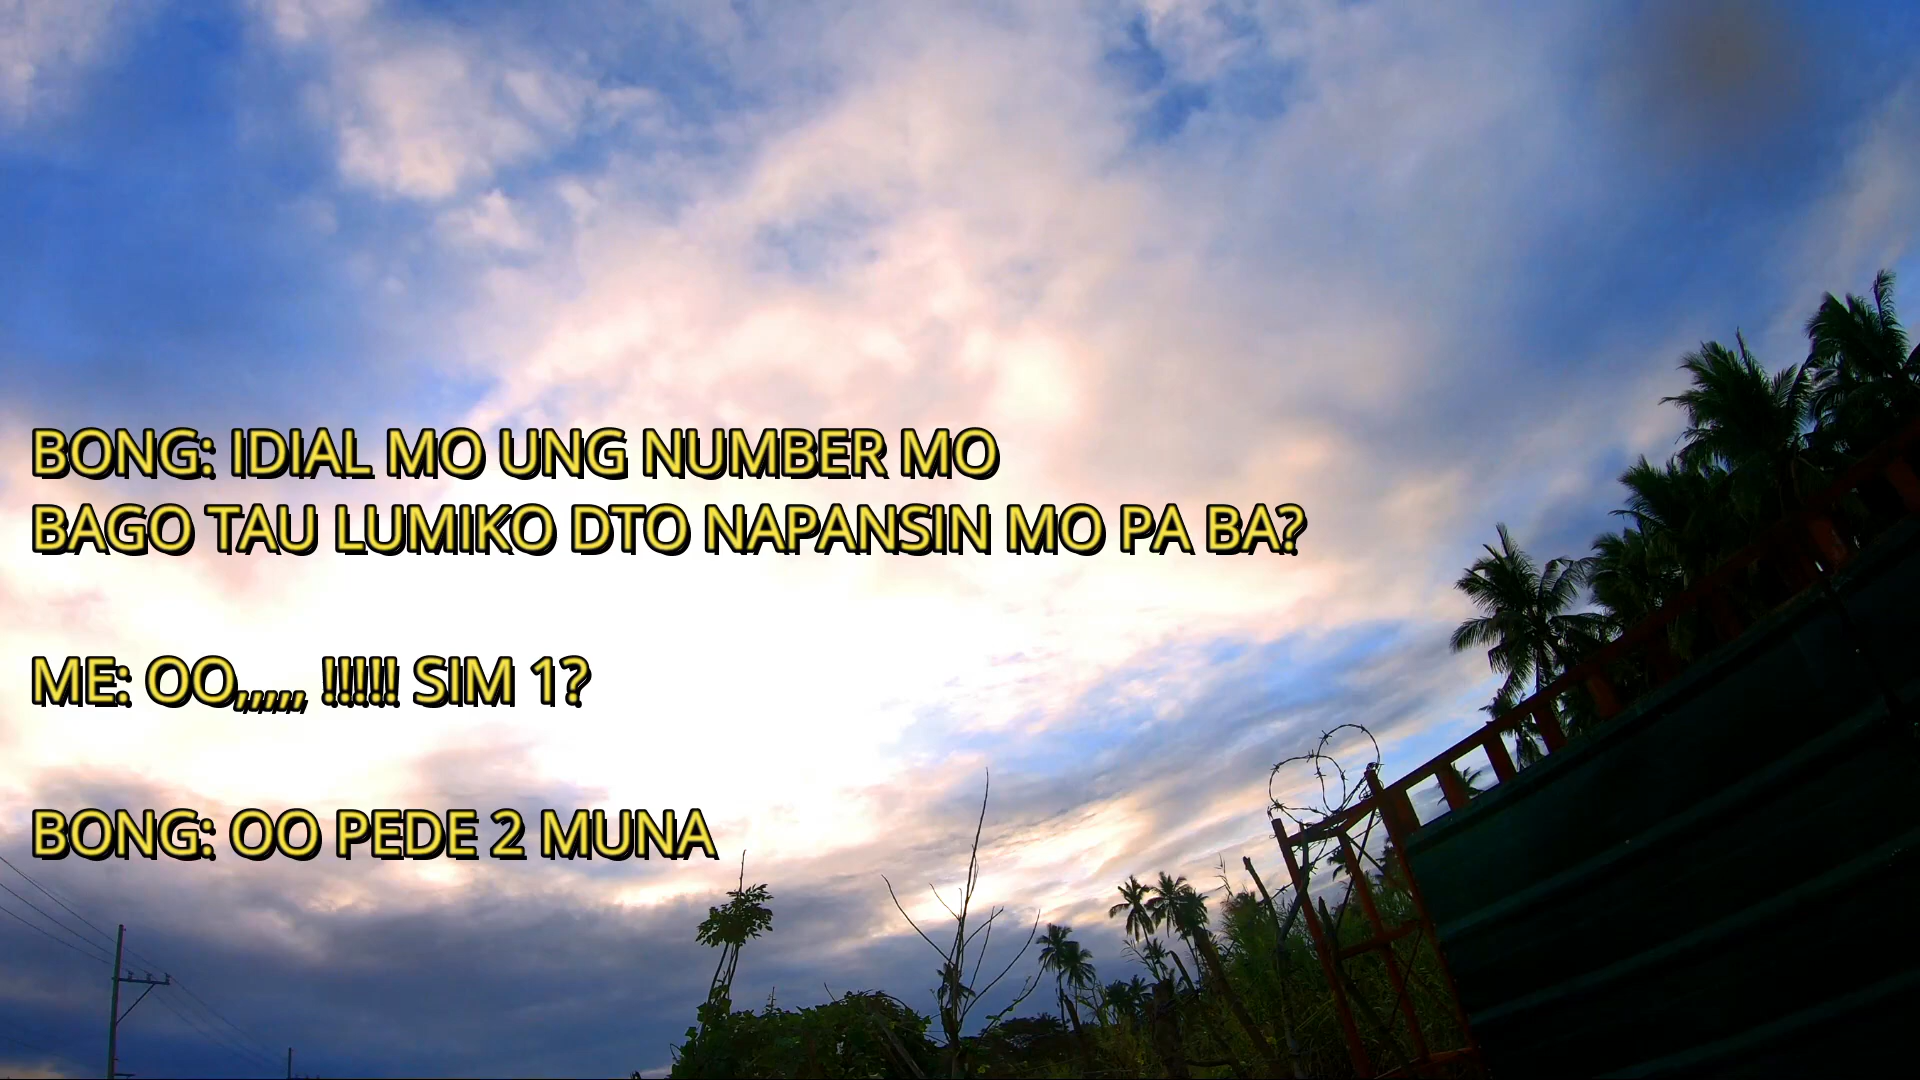 BONG: IDIAL MO UNG NUMBER MO
BAGO TAU LUMIKO DTO NAPANSIN MO PA BA?
ME: OO,,,,, !!!!! SIM 1?
BONG: OO PEDE 2 MUNA